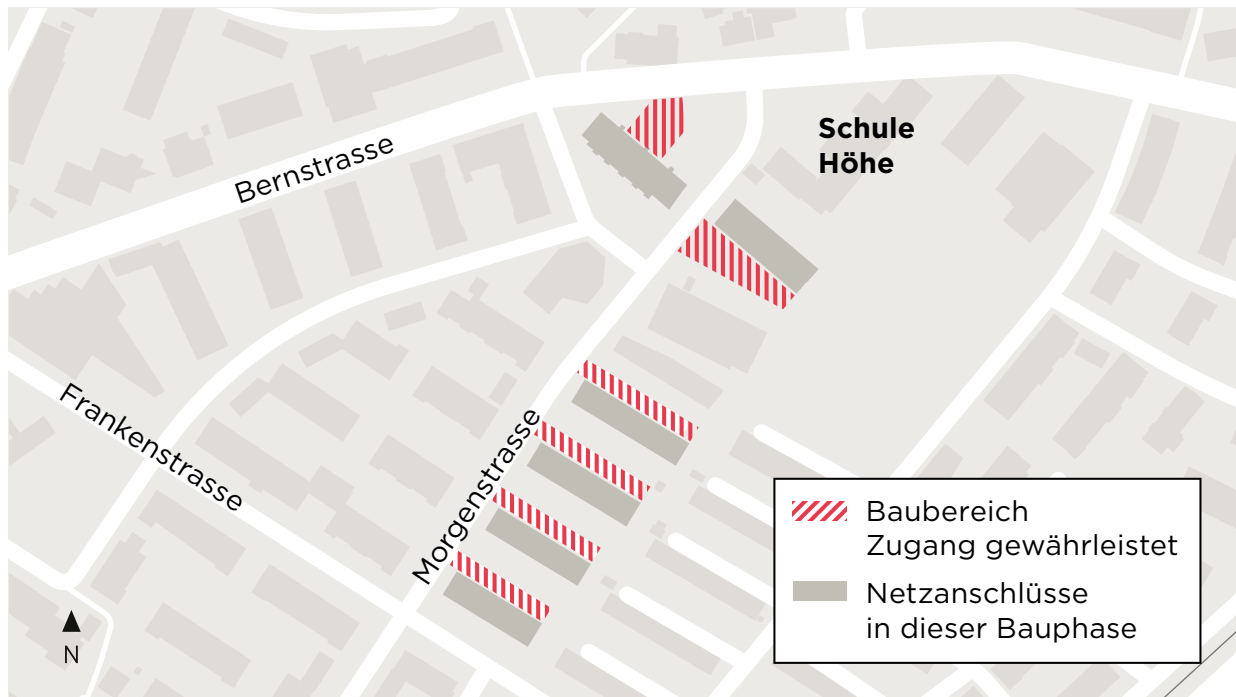 Schule
Höhe
Bernstrasse
Frankenstrasse
Morgenstrasse
Baubereich
Zugang gewährleistet
Netzanschlüsse
in dieser Bauphase
N